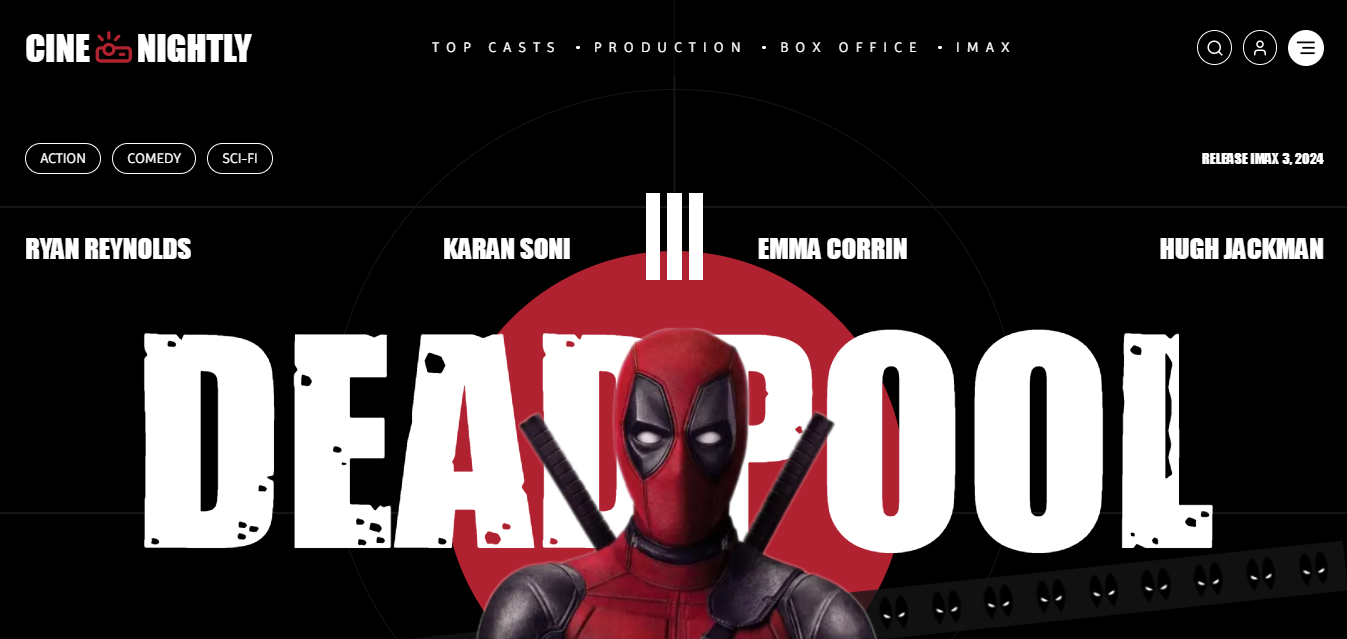 CINE NIGHTLY
TOP CASTS • PRODUCTION • BOX OFFICE • IMAX
ACTION COMEDY SCI-FI
RELEASE IMAX 3, 2024
III
RYAN REYNOLDS KARAN SONI EMMA CORRIN HUGH JACKMAN
DEADPOOL